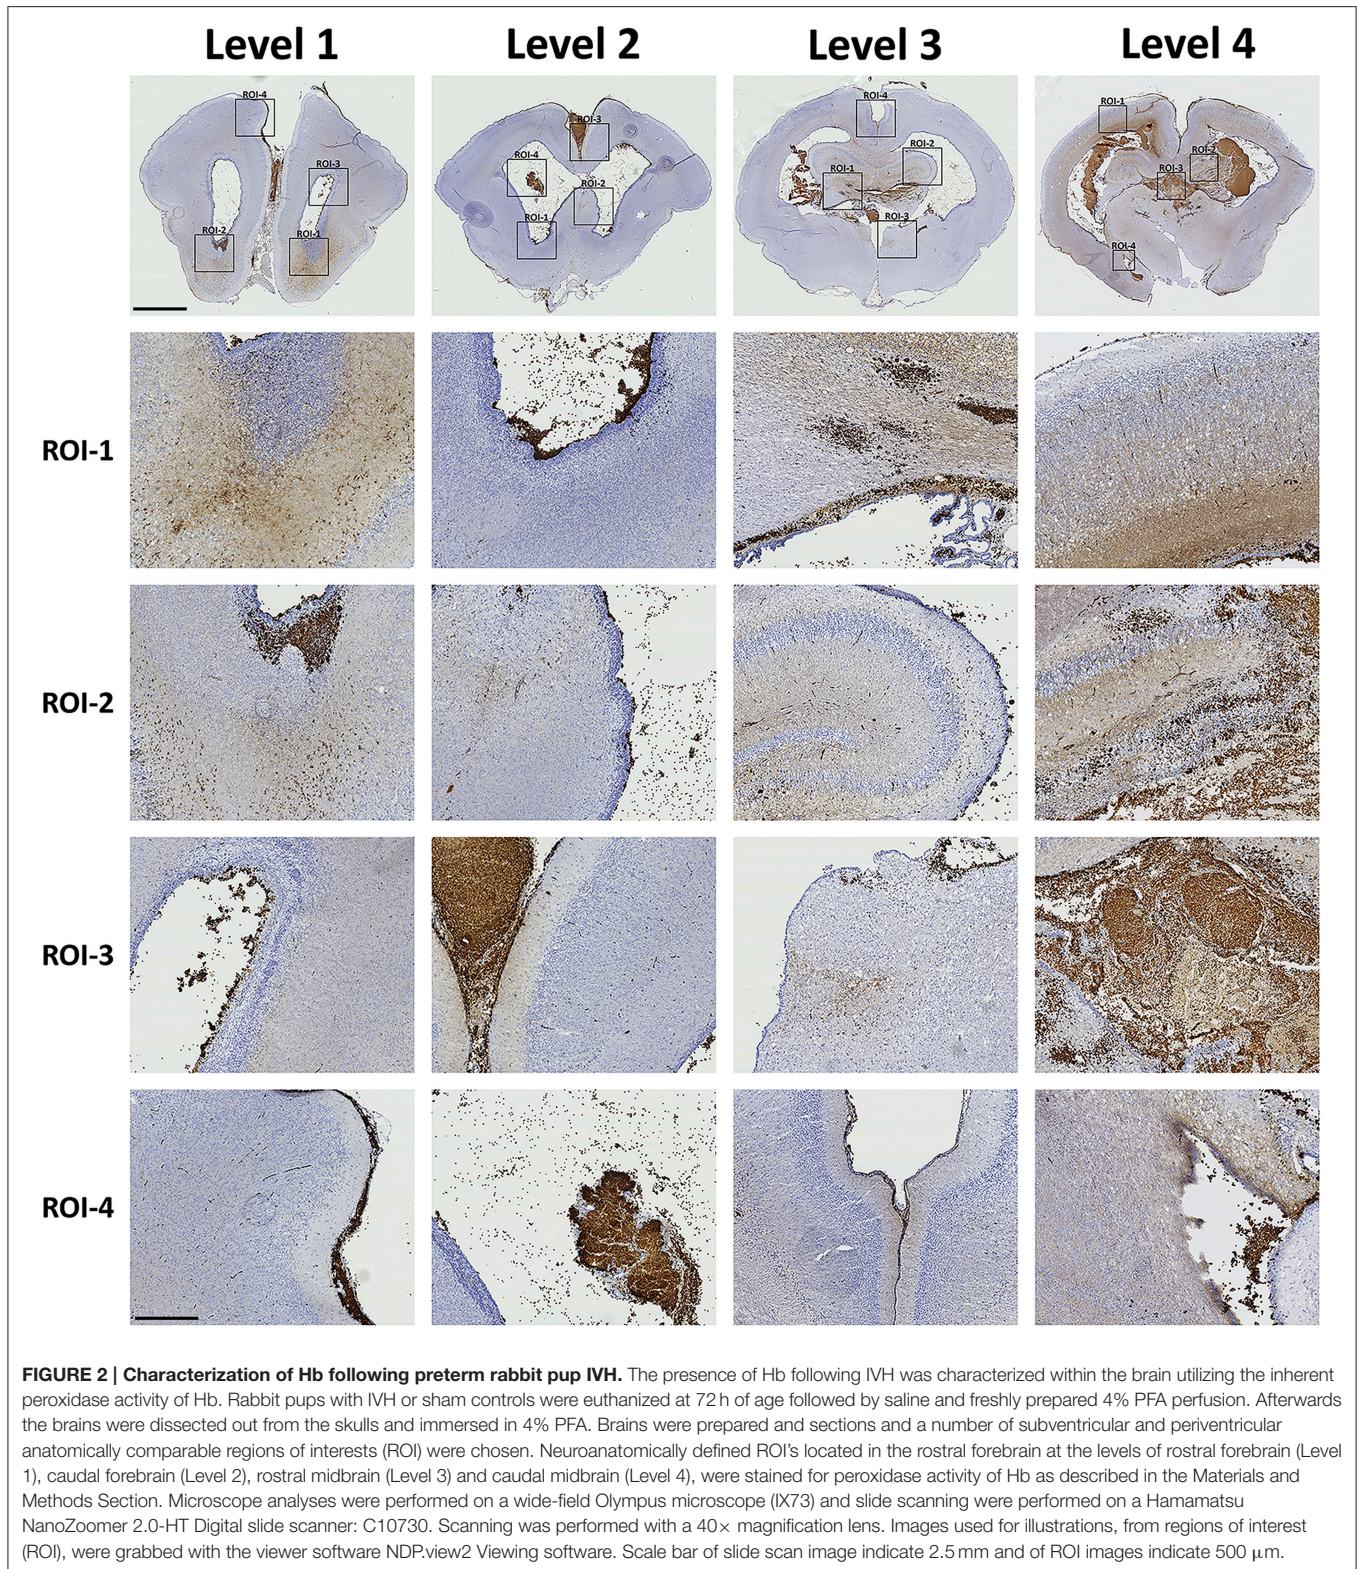 Level 1
Level 2
Level 3
Level 4
ROI-4
ROI-3
ROI-2
ROI-1
ROI-3
ROI-4
ROI-2
ROI-1
ROI-4
ROI-2
ROI-1
ROI-3
ROI-1
ROI-2
ROI-3
ROI-4
ROI-1
ROI-2
ROI-3
ROI-4
FIGURE 2 | Characterization of Hb following preterm rabbit pup IVH. The presence of Hb following IVH was characterized within the brain utilizing the inherent
peroxidase activity of Hb. Rabbit pups with IVH or sham controls were euthanized at 72 h of age followed by saline and freshly prepared 4% PFA perfusion. Afterwards
the brains were dissected out from the skulls and immersed in 4% PFA. Brains were prepared and sections and a number of subventricular and periventricular
anatomically comparable regions of interests (ROI) were chosen. Neuroanatomically defined ROI's located in the rostral forebrain at the levels of rostral forebrain (Level
1), caudal forebrain (Level 2), rostral midbrain (Level 3) and caudal midbrain (Level 4), were stained for peroxidase activity of Hb as described in the Materials and
Methods Section. Microscope analyses were performed on a wide-field Olympus microscope (IX73) and slide scanning were performed on a Hamamatsu
NanoZoomer 2.0-HT Digital slide scanner: C10730. Scanning was performed with a 40× magnification lens. Images used for illustrations, from regions of interest
(ROI), were grabbed with the viewer software NDP.view2 Viewing software. Scale bar of slide scan image indicate 2.5 mm and of ROI images indicate 500 μm.